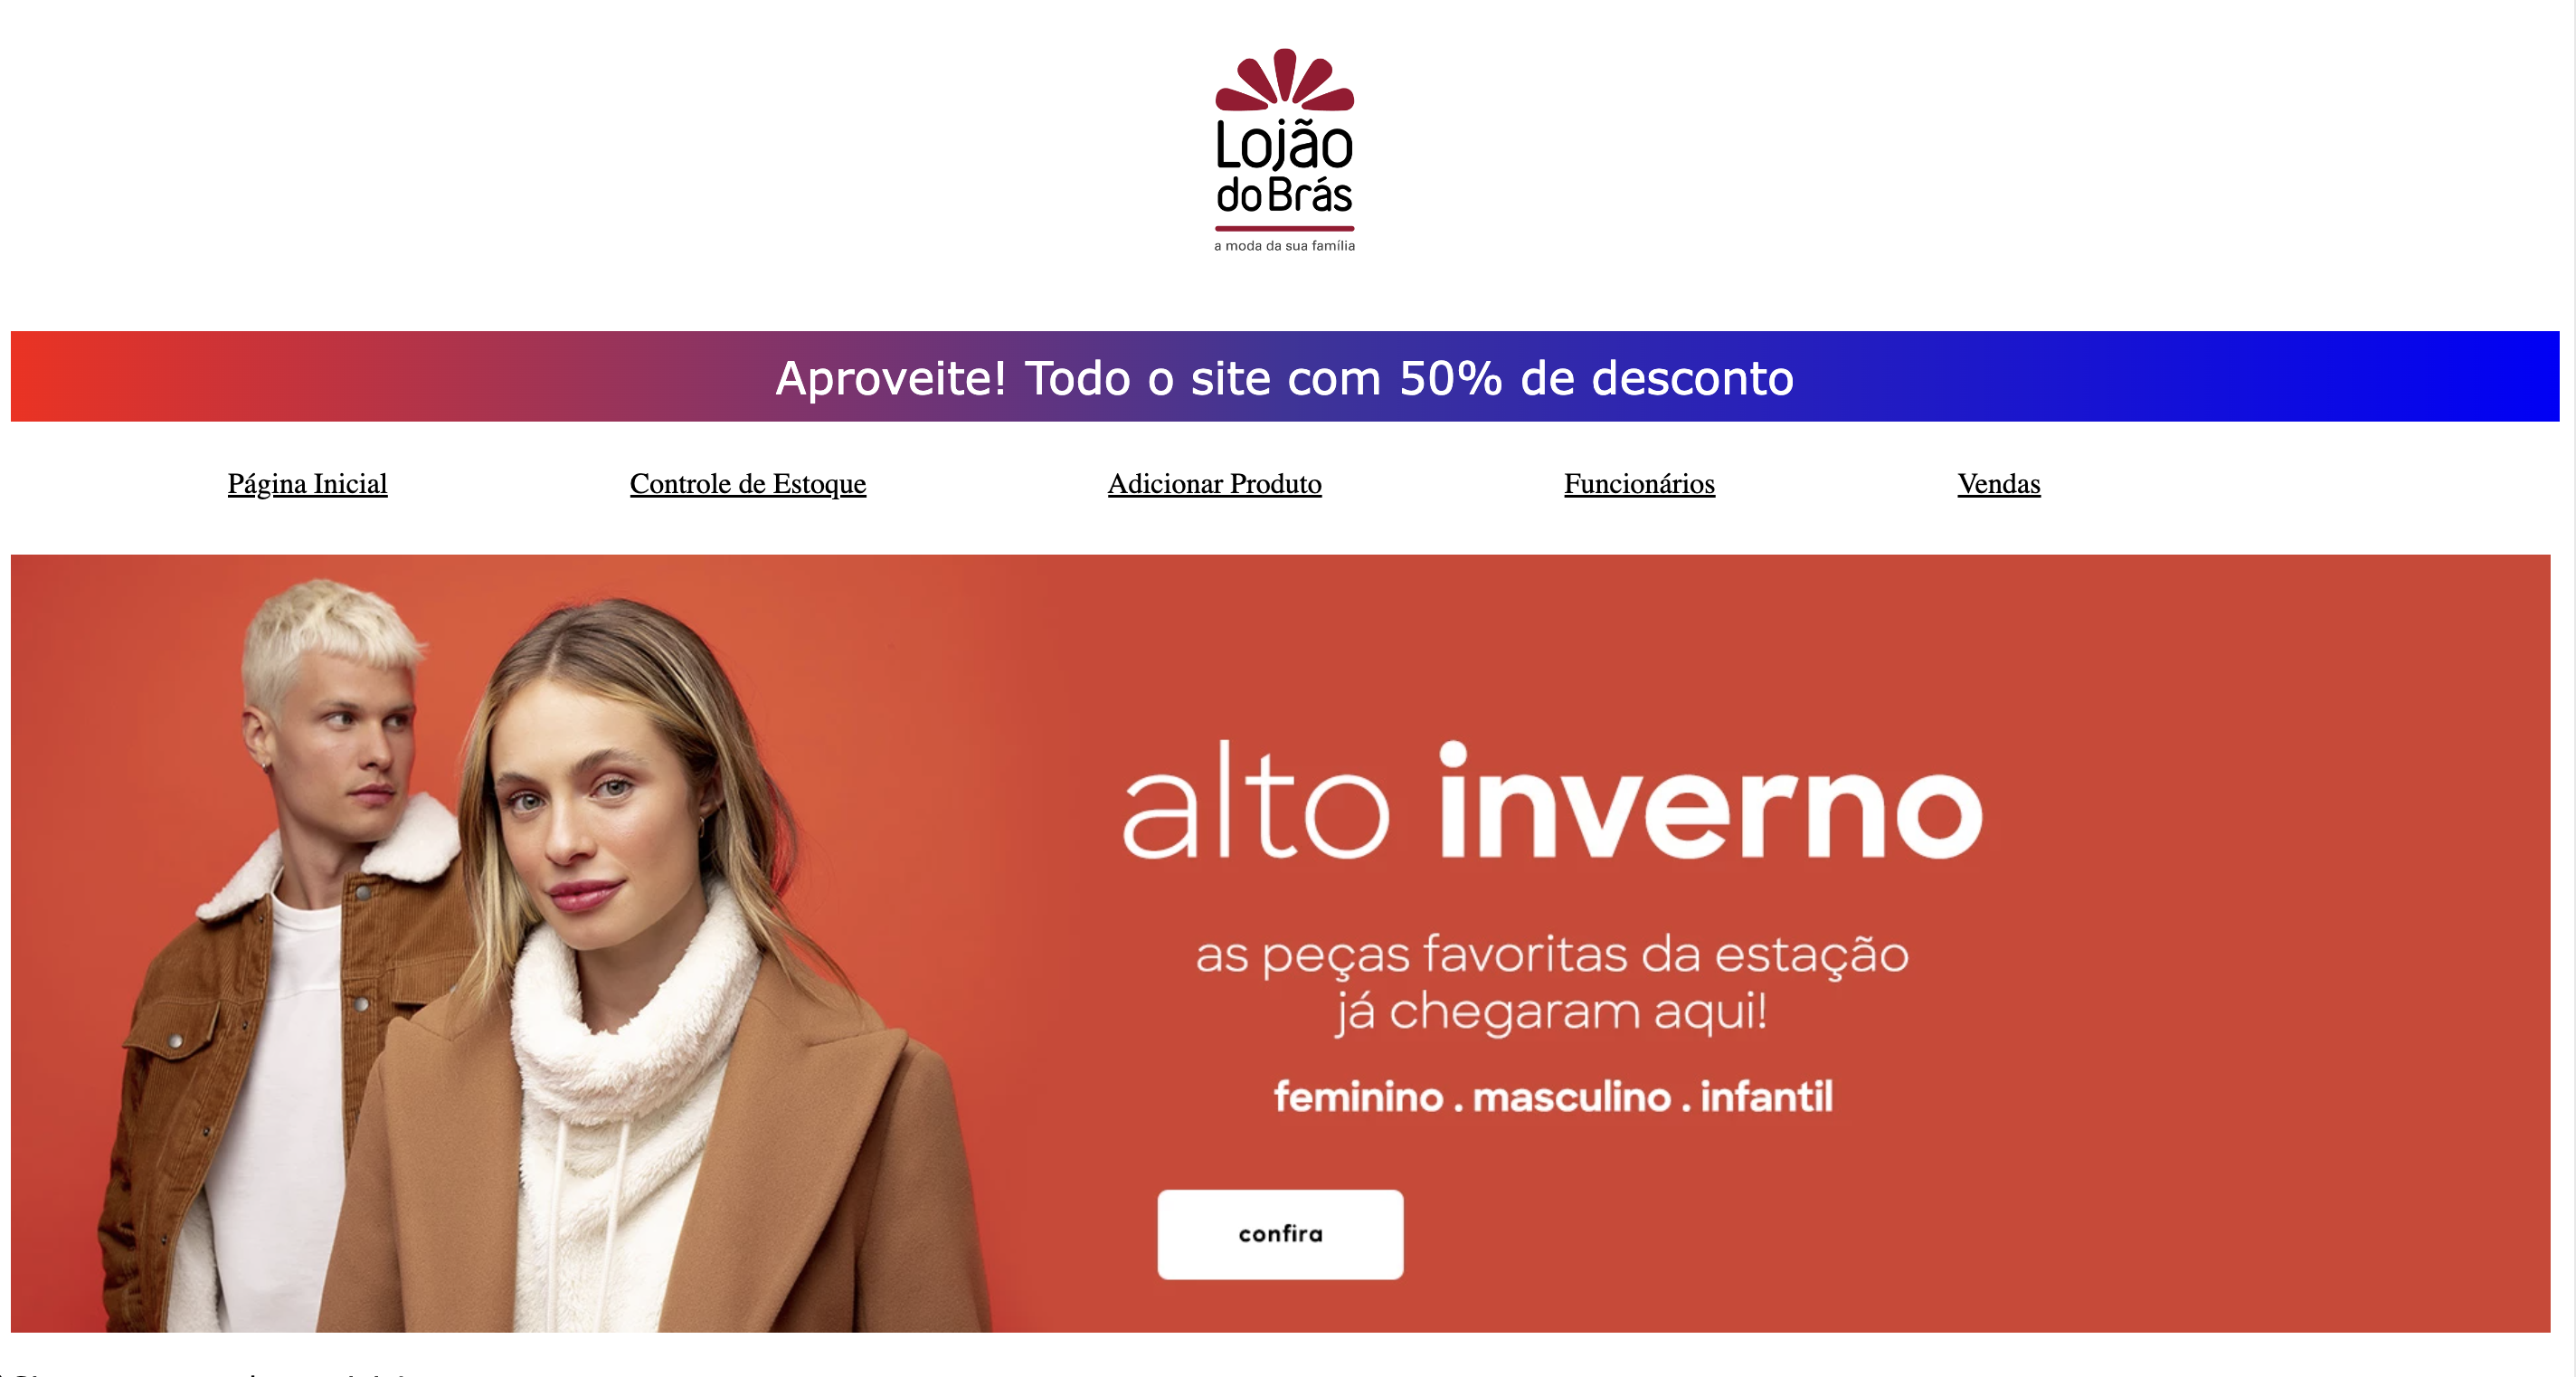 Lojão
do Brás
a moda da sua família
Aproveite! Todo o site com 50% de desconto
Página Inicial
Controle de Estoque
Adicionar Produto
Funcionários
Vendas
alto inverno
as peças favoritas da estação
já chegaram aqui!
feminino . masculino . infantil
confira